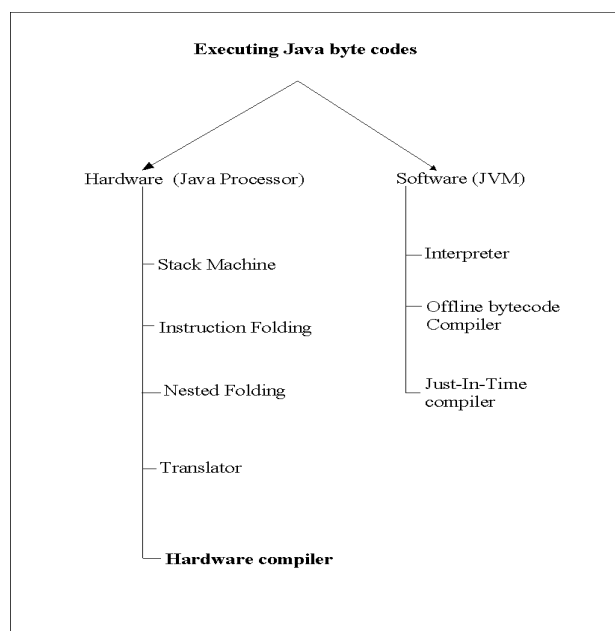 Executing Java byte codes
Hardware (Java Processor)
Stack Machine
Instruction Folding
Nested Folding
Translator
Hardware compiler
Software (JVM)
Interpreter
Offline bytecode
Compiler
Just-In-Time
compiler